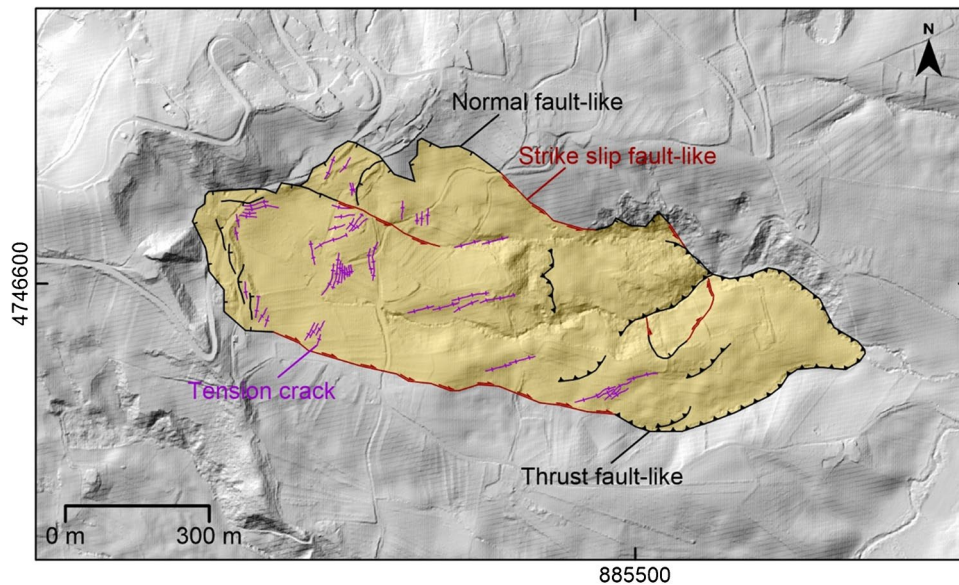 N
Normal fault-like
Strike slip fault-like
4746600
Tension crack
Thrust fault-like
0 m
300 m
885500